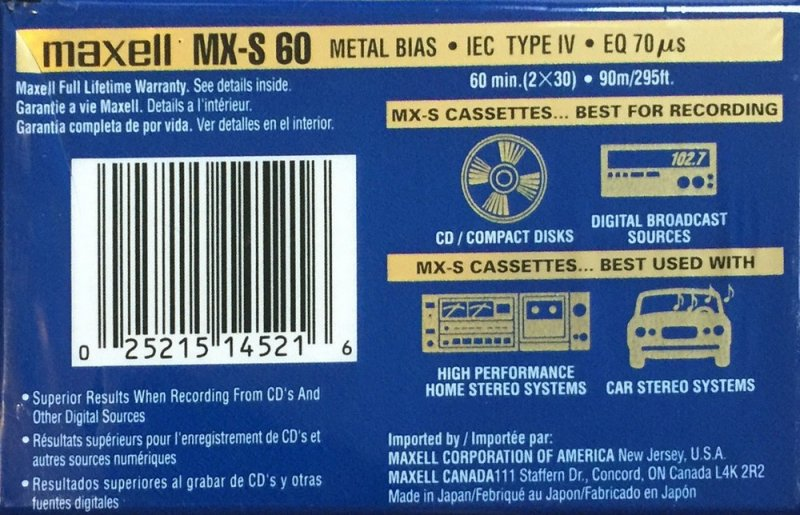 maxell MX-S 60 METAL BIAS • IEC TYPE IV • EQ 70 µs
60 min.(2×30) • 90m/295ft.
Maxell Full Lifetime Warranty. See details inside.
Garantie a vie Maxell. Details a l'intérieur.
Garantia completa de por vida. Ver detalles en el interior.
MX-S CASSETTES... BEST FOR RECORDING
102.7
CD / COMPACT DISKS
DIGITAL BROADCAST
SOURCES
MX-S CASSETTES... BEST USED WITH
HIGH PERFORMANCE
HOME STEREO SYSTEMS
CAR STEREO SYSTEMS
0 25215 14521 6
• Superior Results When Recording From CD's And
Other Digital Sources
• Résultats supérieurs pour l'enregistrement de CD's et
autres sources numériques
• Resultados superiores al grabar de CD's y otras
fuentes digitales
Imported by / Importée par:
MAXELL CORPORATION OF AMERICA New Jersey, U.S.A.
MAXELL CANADA111 Staffern Dr., Concord, ON Canada L4K 2R2
Made in Japan/Fabriqué au Japon/Fabricado en Japón